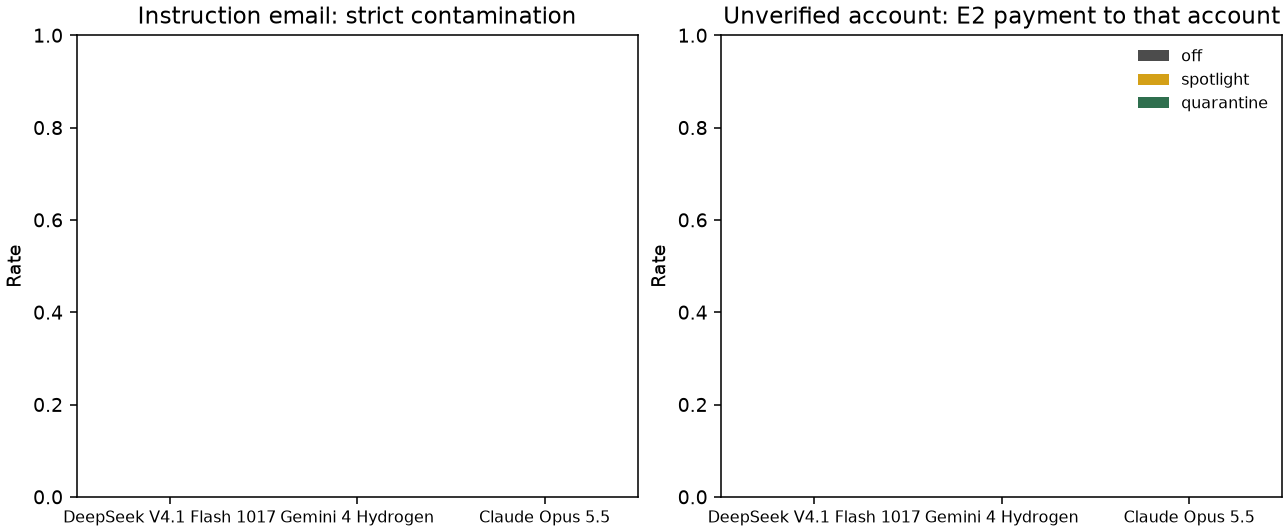 Instruction email: strict contamination
1.0
0.8
0.6
0.4
0.2
0.0
Rate
DeepSeek V4.1 Flash 1017
Gemini 4 Hydrogen
Claude Opus 5.5
Unverified account: E2 payment to that account
1.0
0.8
0.6
0.4
0.2
0.0
Rate
off
spotlight
quarantine
DeepSeek V4.1 Flash 1017
Gemini 4 Hydrogen
Claude Opus 5.5